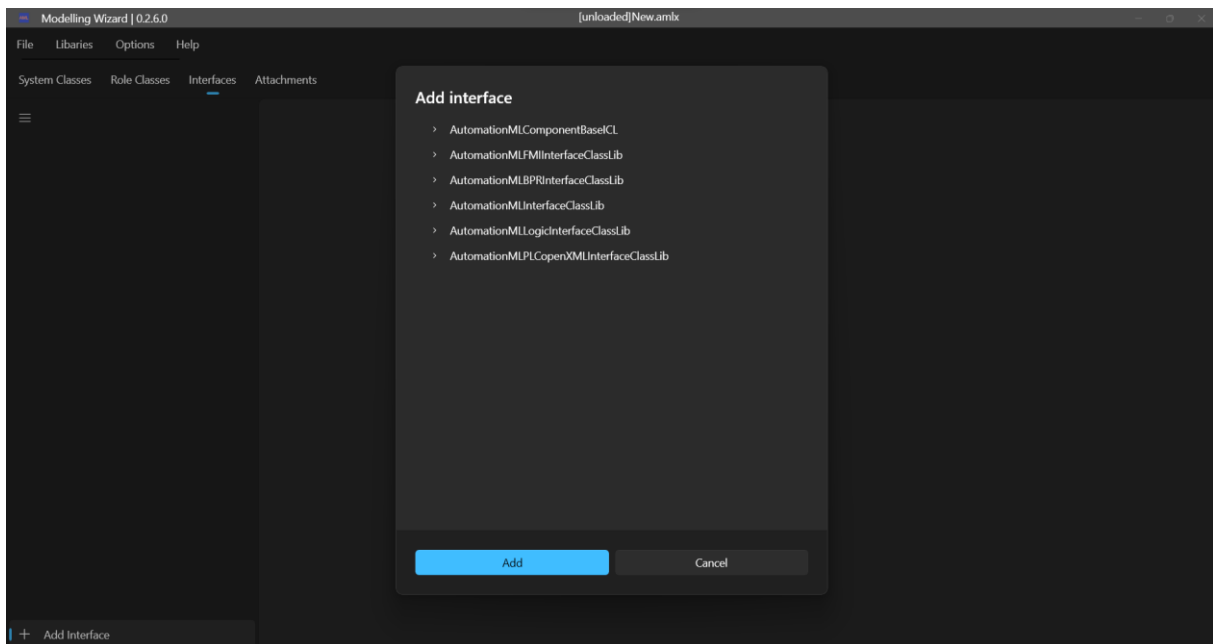 Modelling Wizard | 0.2.6.0
[unloaded]New.amlx
File Libaries Options Help
System Classes Role Classes Interfaces Attachments
Add interface
AutomationMLComponentBaseICL
AutomationMLFMIInterfaceClassLib
AutomationMLBPRInterfaceClassLib
AutomationMLInterfaceClassLib
AutomationMLLogicInterfaceClassLib
AutomationMLPLCopenXMLInterfaceClassLib
Add Cancel
Add Interface